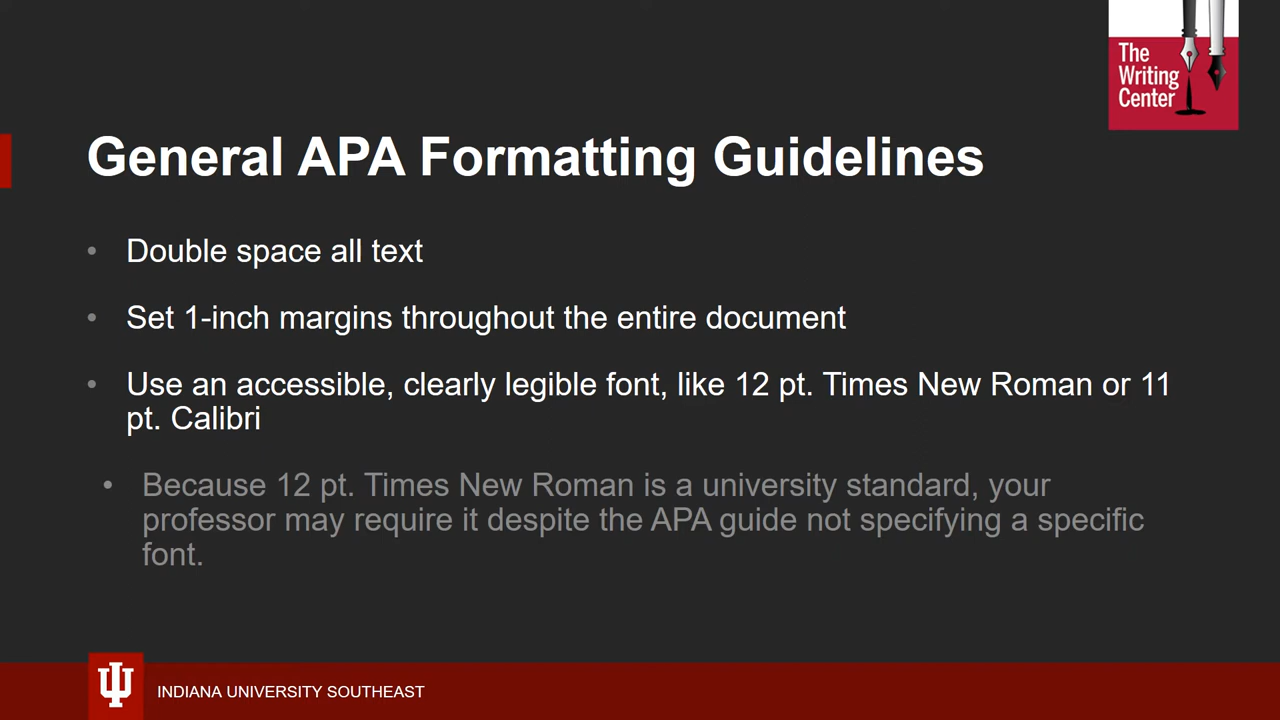 The
Writing
Center
General APA Formatting Guidelines
• Double space all text
• Set 1-inch margins throughout the entire document
• Use an accessible, clearly legible font, like 12 pt. Times New Roman or 11
pt. Calibri
• Because 12 pt. Times New Roman is a university standard, your
professor may require it despite the APA guide not specifying a specific
font.
INDIANA UNIVERSITY SOUTHEAST